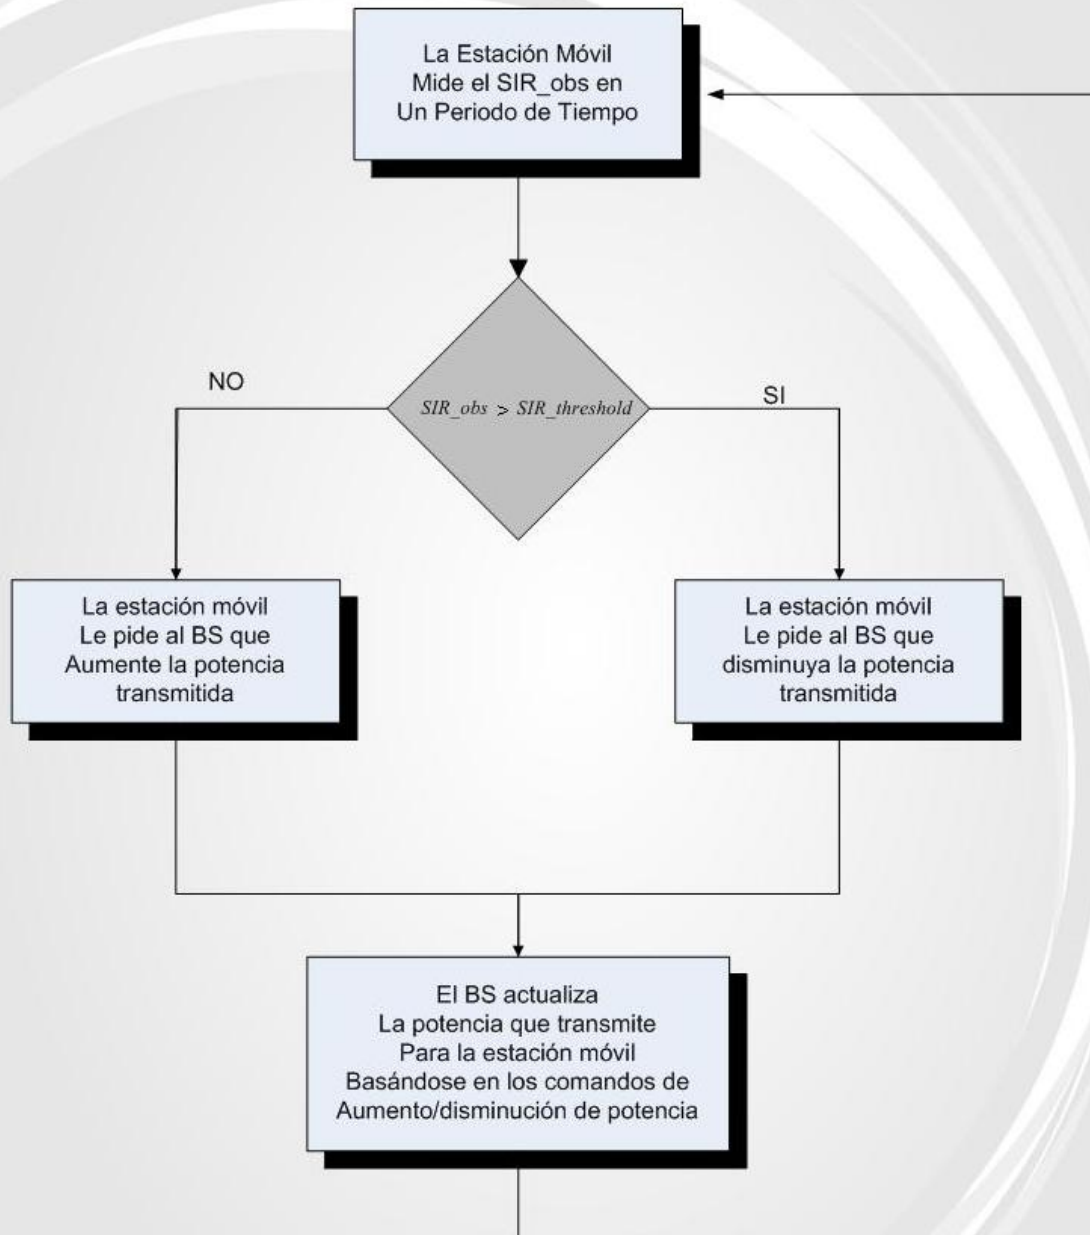 La Estación Móvil
Mide el SIR_obs en
Un Periodo de Tiempo
NO
SIR_obs > SIR_threshold
SI
La estación móvil
Le pide al BS que
Aumente la potencia
transmitida
La estación móvil
Le pide al BS que
disminuya la potencia
transmitida
El BS actualiza
La potencia que transmite
Para la estación móvil
Basándose en los comandos de
Aumento/disminución de potencia